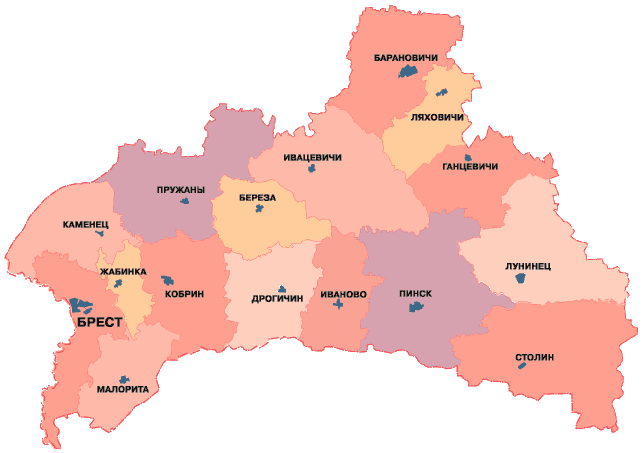 БАРАНОВИЧИ
ЛЯХОВИЧИ
ИВАЦЕВИЧИ
ГАНЦЕВИЧИ
ПРУЖАНЫ
БЕРЕЗА
КАМЕНЕЦ
ЖАБИНКА
ЛУНИНЕЦ
КОБРИН
ДРОГИЧИН
ИВАНОВО
ПИНСК
БРЕСТ
СТОЛИН
МАЛОРИТА